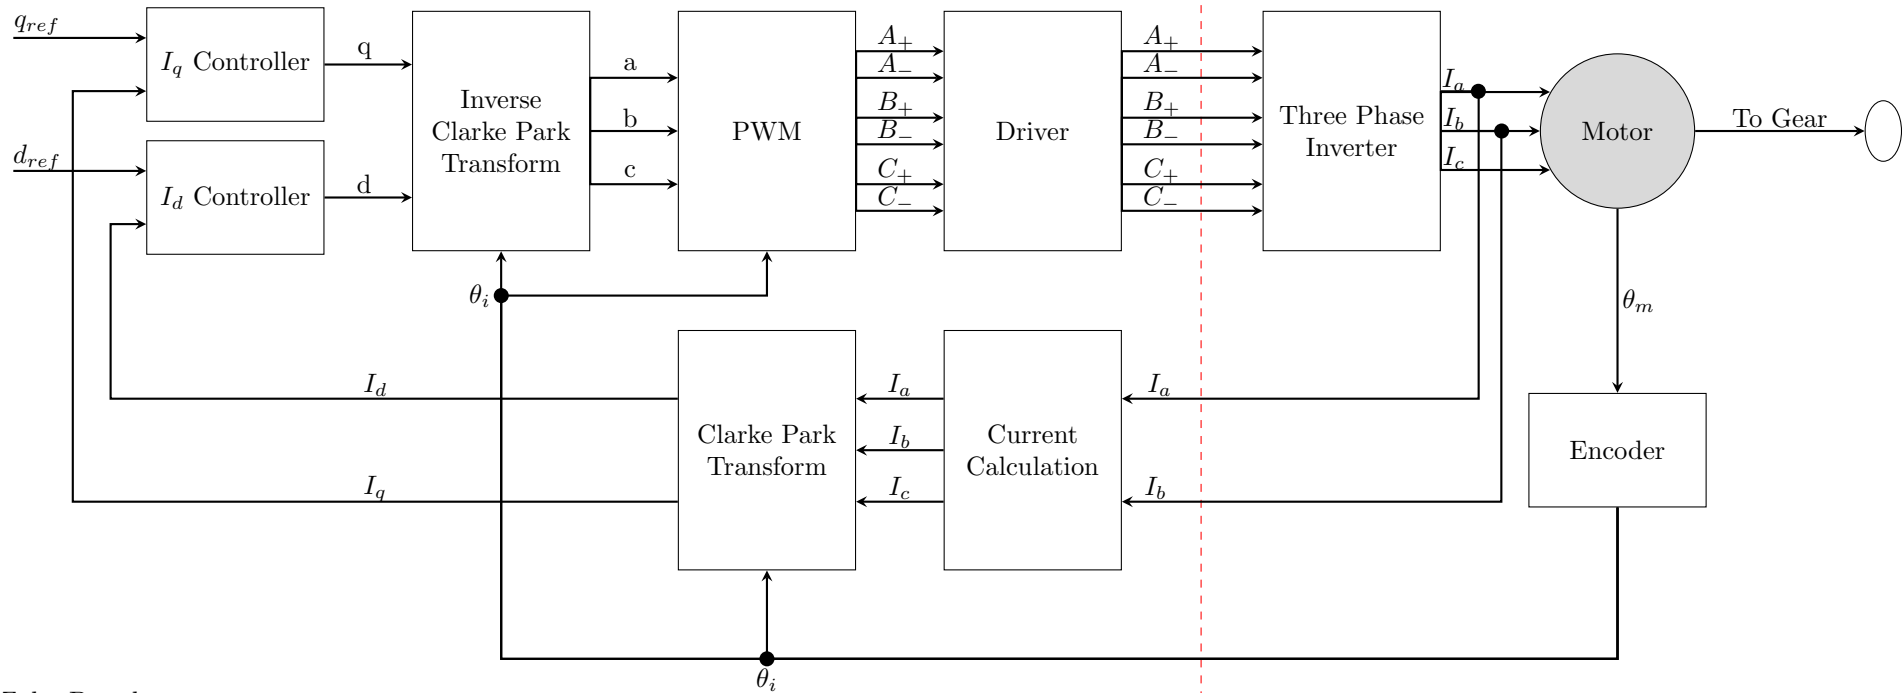 q_ref
I_q Controller
q
d_ref
I_d Controller
d
Inverse
Clarke Park
Transform
a
b
c
PWM
A_+
A_−
B_+
B_−
C_+
C_−
Driver
A_+
A_−
B_+
B_−
C_+
C_−
Three Phase
Inverter
I_a
I_b
I_c
Motor
To Gear
θ_i
θ_m
I_d
I_q
Clarke Park
Transform
I_a
I_b
I_c
Current
Calculation
I_a
I_b
Encoder
θ_i